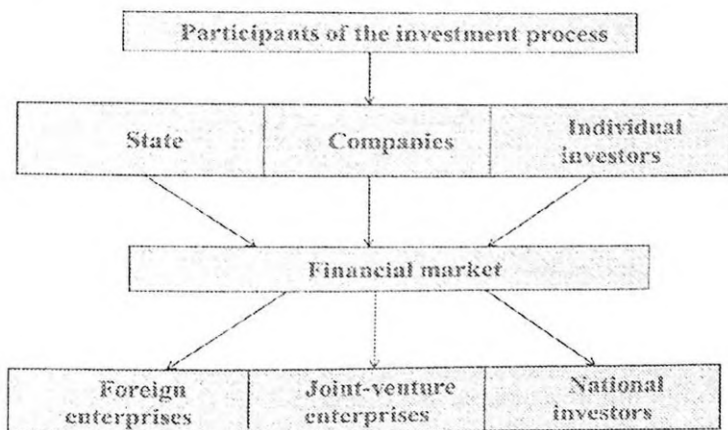 Participants of the investment process
State
Companies
Individual
investors
Financial market
Foreign
enterprises
Joint-venture
enterprises
National
investors